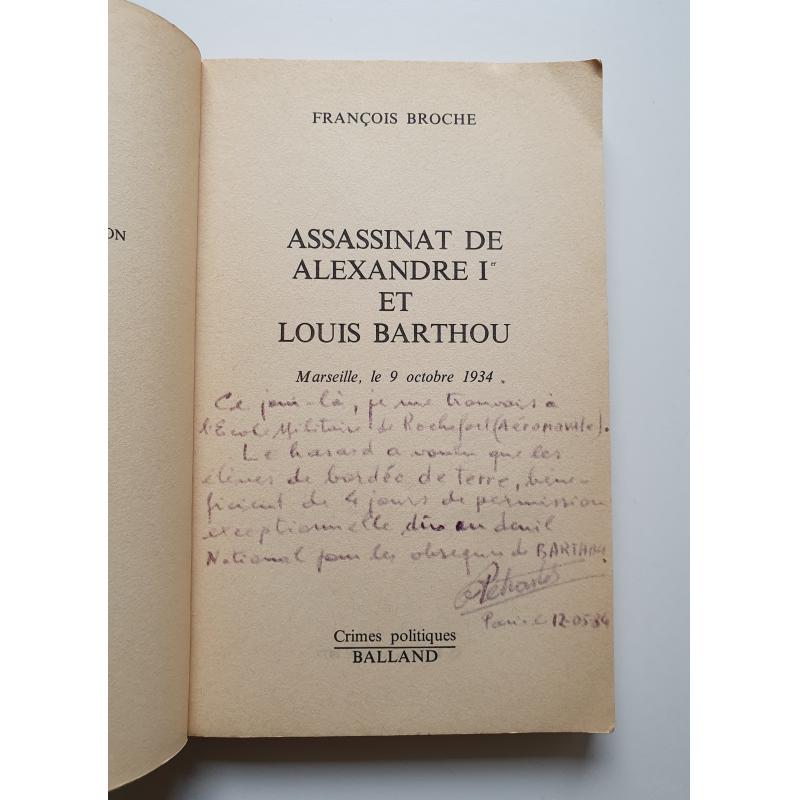 ON
FRANÇOIS BROCHE
ASSASSINAT DE
ALEXANDRE Ier
ET
LOUIS BARTHOU
Marseille, le 9 octobre 1934.
Ce jour-là, je me trouvais à
l'Ecole Militaire de Rochefort (Aéronavale).
Le hasard a voulu que les
élèves de bordée de terre, béné-
ficient de 4 jours de permission
exceptionnelle dûs au deuil
National pour les obsèques de BARTHOU
Paris le 12-05-84
Crimes politiques
BALLAND